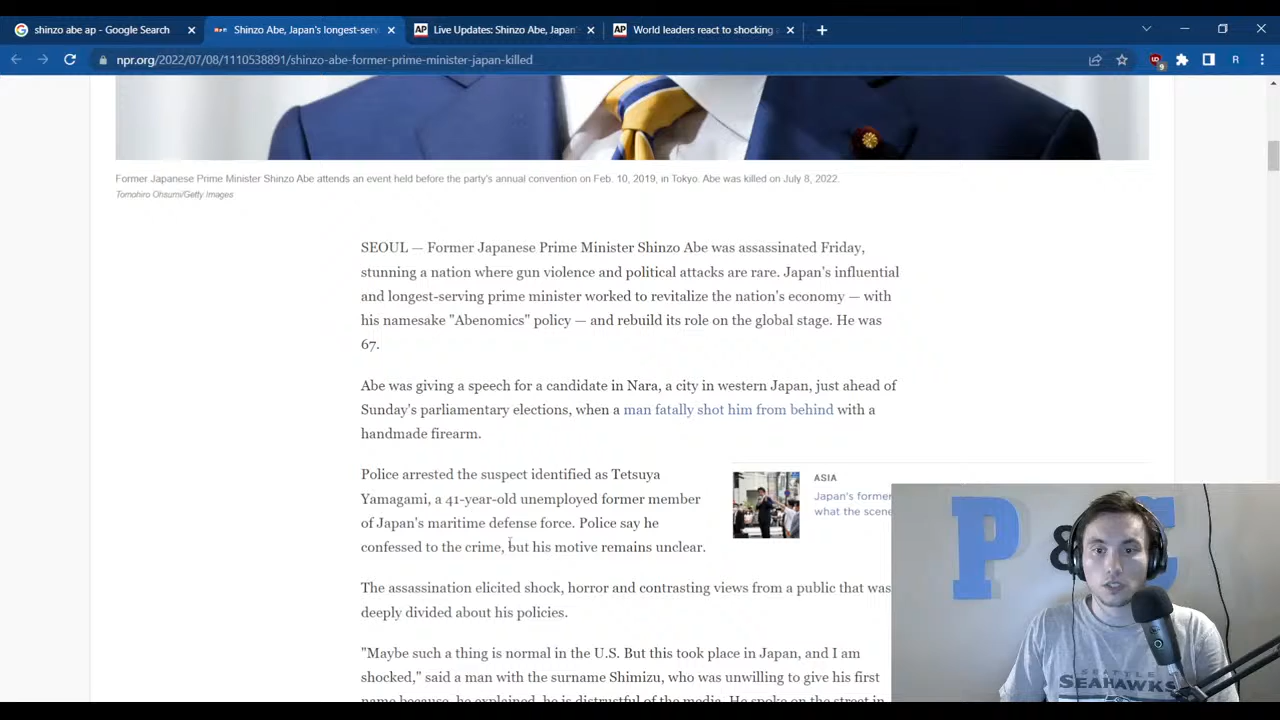 shinzo abe ap - Google Search
Shinzo Abe, Japan's longest-serv
Live Updates: Shinzo Abe, Japan'
World leaders react to shocking
npr.org/2022/07/08/1110538891/shinzo-abe-former-prime-minister-japan-killed
9
R
Former Japanese Prime Minister Shinzo Abe attends an event held before the party's annual convention on Feb. 10, 2019, in Tokyo. Abe was killed on July 8, 2022.
Tomohiro Ohsumi/Getty Images
SEOUL — Former Japanese Prime Minister Shinzo Abe was assassinated Friday,
stunning a nation where gun violence and political attacks are rare. Japan's influential
and longest-serving prime minister worked to revitalize the nation's economy — with
his namesake "Abenomics" policy — and rebuild its role on the global stage. He was
67.
Abe was giving a speech for a candidate in Nara, a city in western Japan, just ahead of
Sunday's parliamentary elections, when a man fatally shot him from behind with a
handmade firearm.
Police arrested the suspect identified as Tetsuya
Yamagami, a 41-year-old unemployed former member
of Japan's maritime defense force. Police say he
confessed to the crime, but his motive remains unclear.
ASIA
Japan's former
what the scene
The assassination elicited shock, horror and contrasting views from a public that was
deeply divided about his policies.
"Maybe such a thing is normal in the U.S. But this took place in Japan, and I am
shocked," said a man with the surname Shimizu, who was unwilling to give his first
name because, he explained, he is distrustful of the media. He spoke on the street in
P & C
SEATTLE
SEAHAWKS